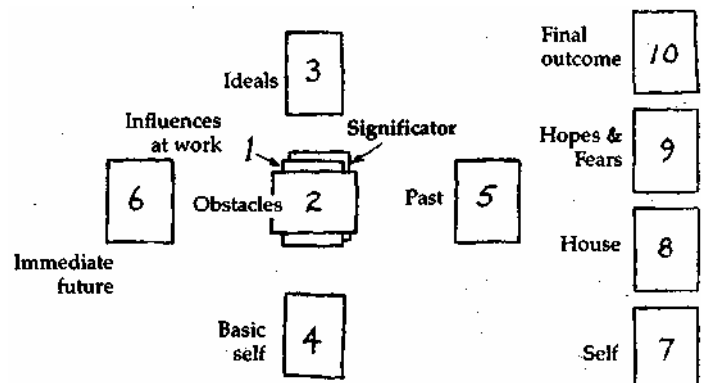 Ideals
3
Influences
at work
1
Significator
Obstacles
2
6
Immediate
future
Past
5
Basic
self
4
Final
outcome
10
Hopes &
Fears
9
House
8
Self
7